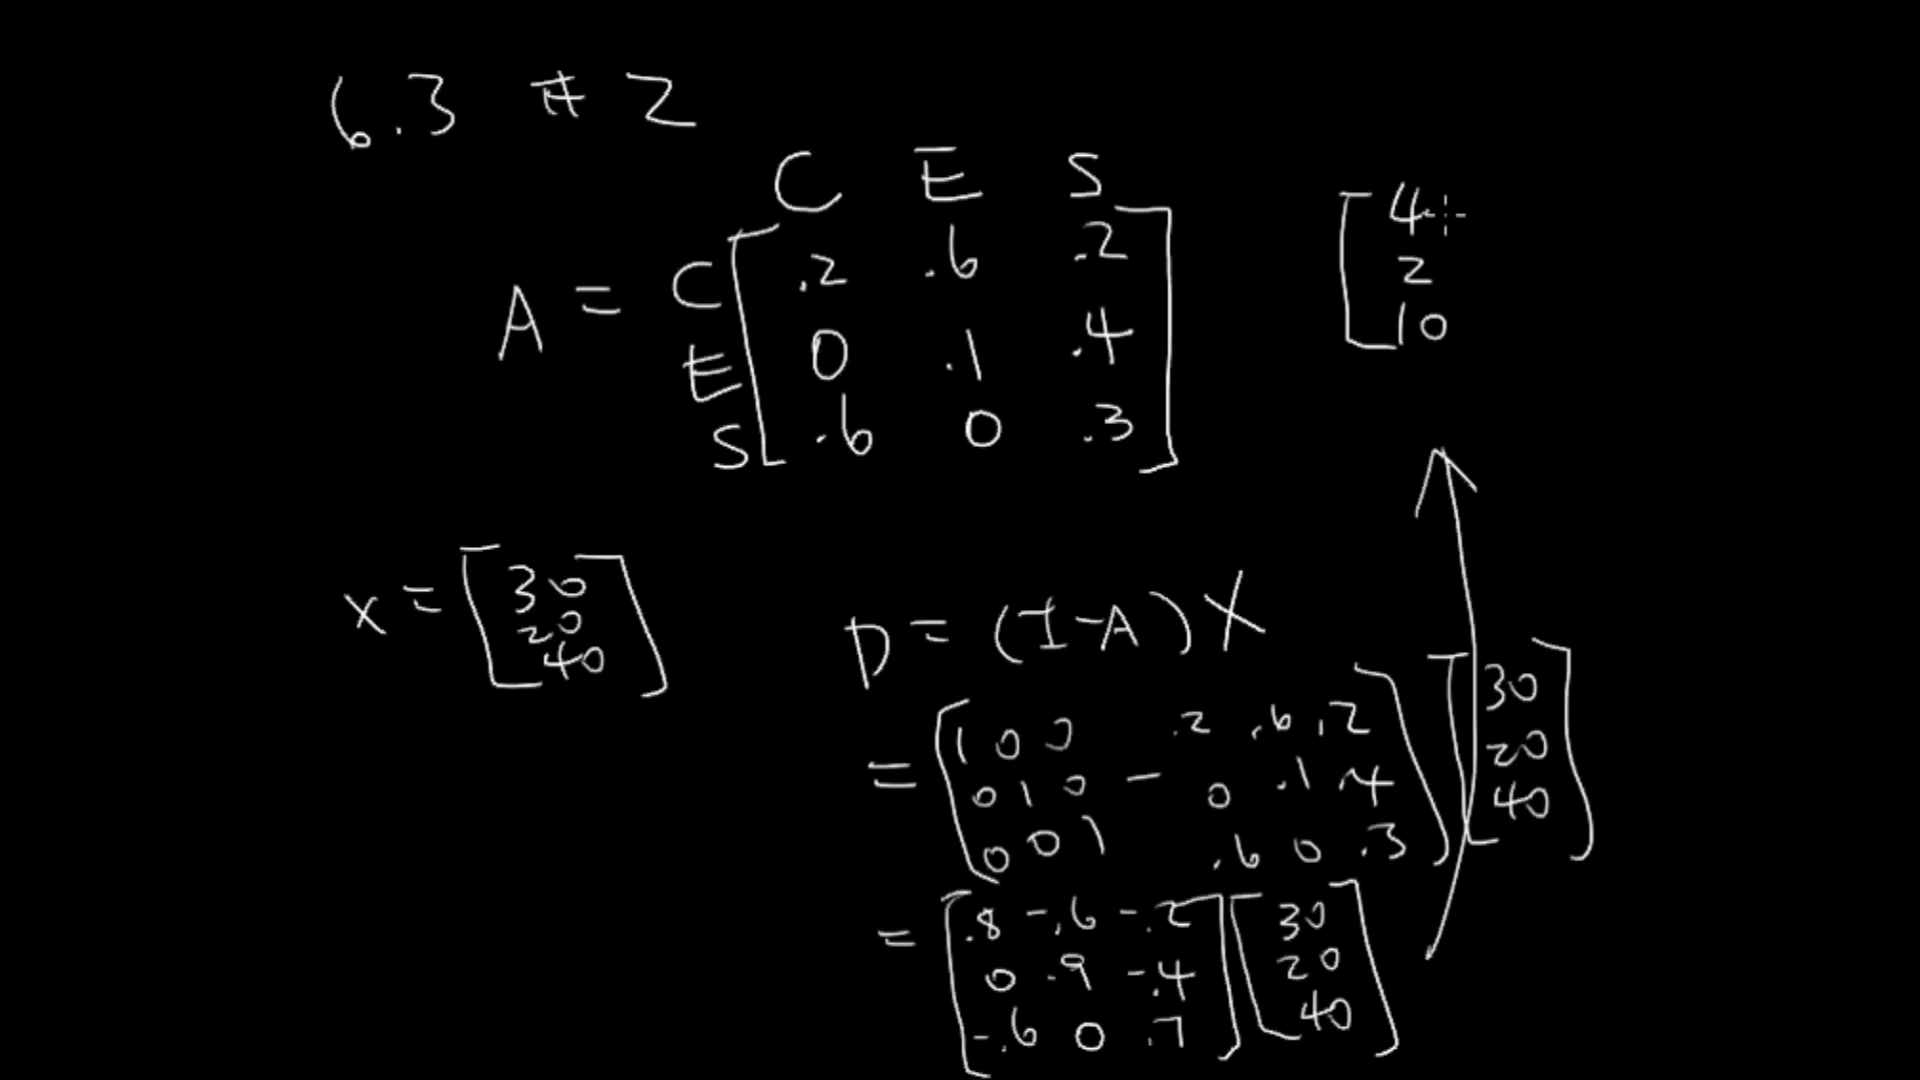 6.3 # 2
C E S
A = C [ .2 .6 .2 ]
E [ 0 .1 .4 ]
S [ .6 0 .3 ]
[ 4
2
10
x = [ 30
20
40 ]
D = (I-A)X
= ( 1 0 0 .2 .6 .2 ) [ 30 ]
0 1 0 - 0 .1 .4 20
0 0 1 .6 0 .3 40
= [ .8 -.6 -.2 ] [ 30 ]
0 .9 -.4 20
-.6 0 .7 40